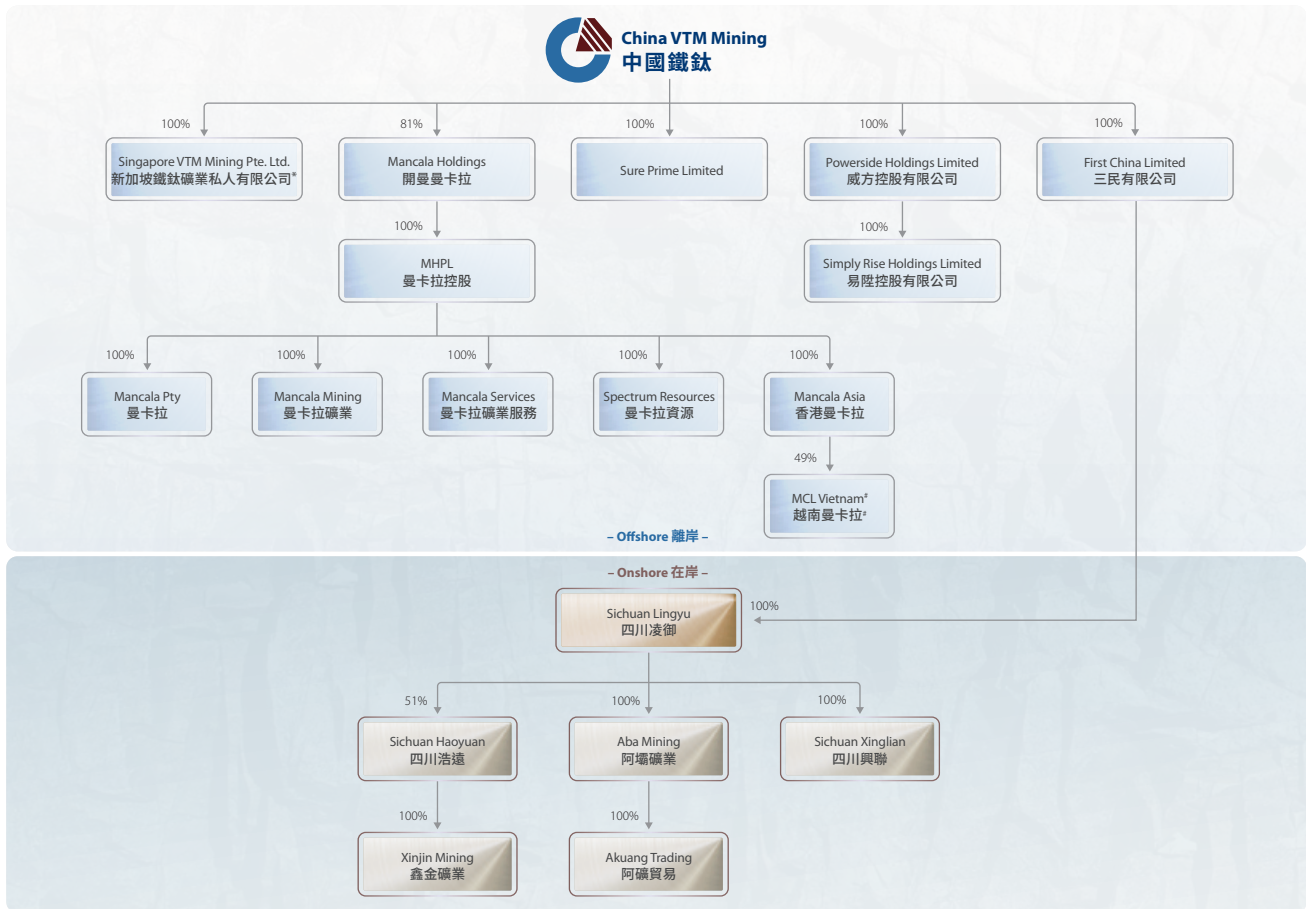 China VTM Mining
中國鐵鈦
100%
81%
100%
100%
100%
Singapore VTM Mining Pte. Ltd.
新加坡鐵鈦礦業私人有限公司®
Mancala Holdings
開曼曼卡拉
Sure Prime Limited
Powerside Holdings Limited
威方控股有限公司
First China Limited
三民有限公司
100%
100%
MHPL
曼卡拉控股
Simply Rise Holdings Limited
易陞控股有限公司
100%
100%
100%
100%
100%
Mancala Pty
曼卡拉
Mancala Mining
曼卡拉礦業
Mancala Services
曼卡拉礦業服務
Spectrum Resources
曼卡拉資源
Mancala Asia
香港曼卡拉
49%
MCL Vietnam#
越南曼卡拉#
– Offshore 離岸 –
– Onshore 在岸 –
Sichuan Lingyu
四川凌御
100%
51%
100%
100%
Sichuan Haoyuan
四川浩遠
Aba Mining
阿壩礦業
Sichuan Xinglian
四川興聯
100%
100%
Xinjin Mining
鑫金礦業
Akuang Trading
阿礦貿易